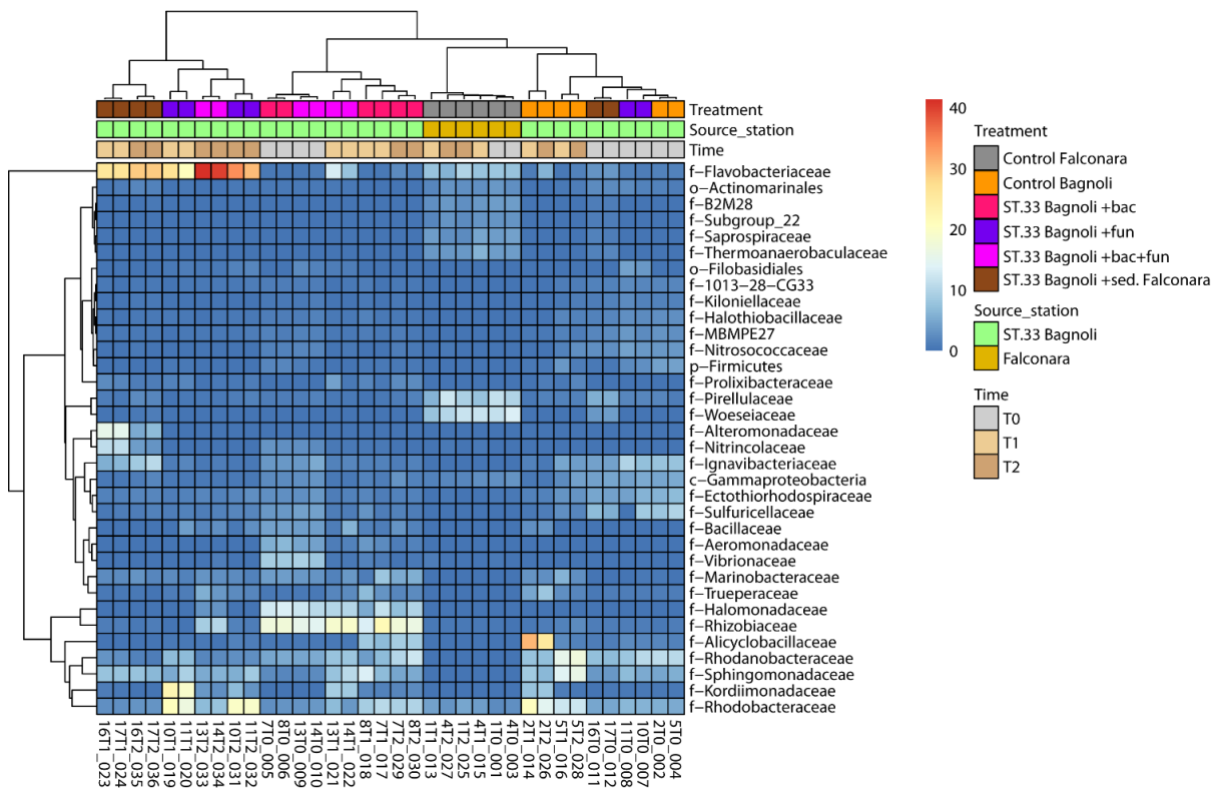 Treatment
Source_station
Time
f−Flavobacteriaceae
o−Actinomarinales
f−B2M28
f−Subgroup_22
f−Saprospiraceae
f−Thermoanaerobaculaceae
o−Filobasidiales
f−1013−28−CG33
f−Kiloniellaceae
f−Halothiobacillaceae
f−MBMPE27
f−Nitrosococcaceae
p−Firmicutes
f−Prolixibacteraceae
f−Pirellulaceae
f−Woeseiaceae
f−Alteromonadaceae
f−Nitrincolaceae
f−Ignavibacteriaceae
c−Gammaproteobacteria
f−Ectothiorhodospiraceae
f−Sulfuricellaceae
f−Bacillaceae
f−Aeromonadaceae
f−Vibrionaceae
f−Marinobacteraceae
f−Trueperaceae
f−Halomonadaceae
f−Rhizobiaceae
f−Alicyclobacillaceae
f−Rhodanobacteraceae
f−Sphingomonadaceae
f−Kordiimonadaceae
f−Rhodobacteraceae
16T1_023
17T1_024
16T2_035
17T2_036
10T1_019
11T1_020
13T2_033
14T2_034
10T2_031
11T2_032
7T0_005
8T0_006
13T0_009
14T0_010
13T1_021
14T1_022
8T1_018
7T1_017
7T2_029
8T2_030
1T1_013
4T2_027
1T2_025
4T1_015
1T0_001
4T0_003
2T1_014
2T2_026
5T1_016
5T2_028
16T0_011
17T0_012
11T0_008
10T0_007
2T0_002
5T0_004
40
30
20
10
0
Treatment
Control Falconara
Control Bagnoli
ST.33 Bagnoli +bac
ST.33 Bagnoli +fun
ST.33 Bagnoli +bac+fun
ST.33 Bagnoli +sed. Falconara
Source_station
ST.33 Bagnoli
Falconara
Time
T0
T1
T2